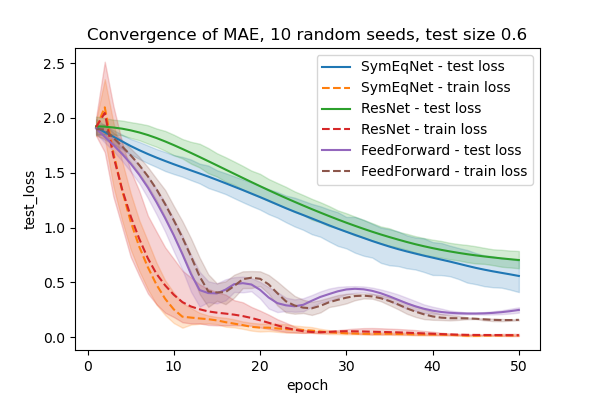 Convergence of MAE, 10 random seeds, test size 0.6
2.5
2.0
1.5
1.0
0.5
0.0
test_loss
SymEqNet - test loss
SymEqNet - train loss
ResNet - test loss
ResNet - train loss
FeedForward - test loss
FeedForward - train loss
0 10 20 30 40 50
epoch